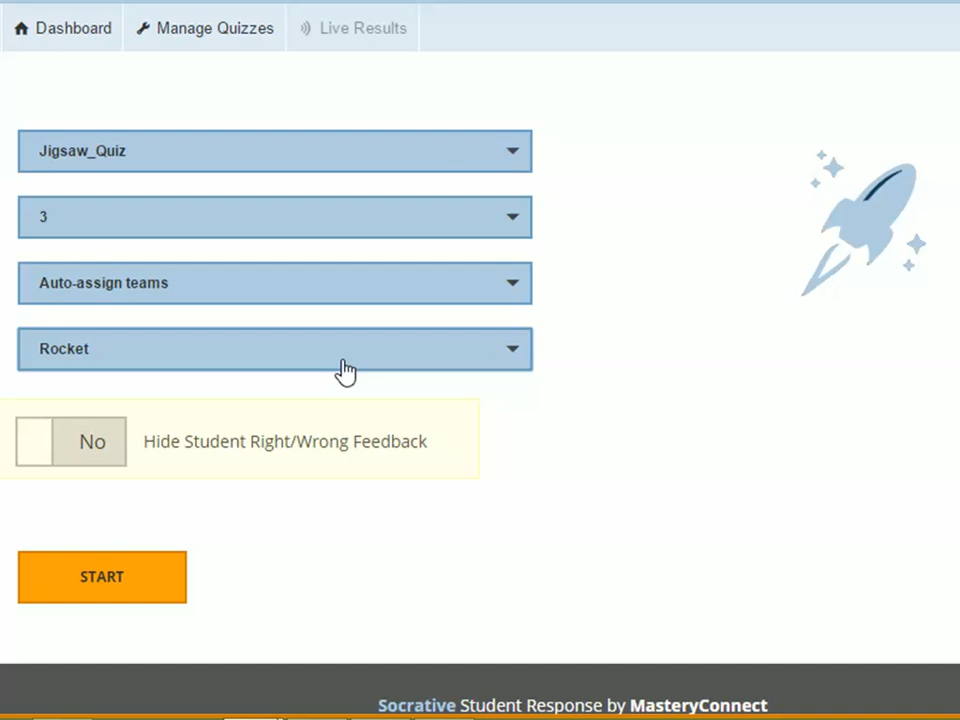 Dashboard Manage Quizzes Live Results
Jigsaw_Quiz
3
Auto-assign teams
Rocket
No Hide Student Right/Wrong Feedback
START
Socrative Student Response by MasteryConnect